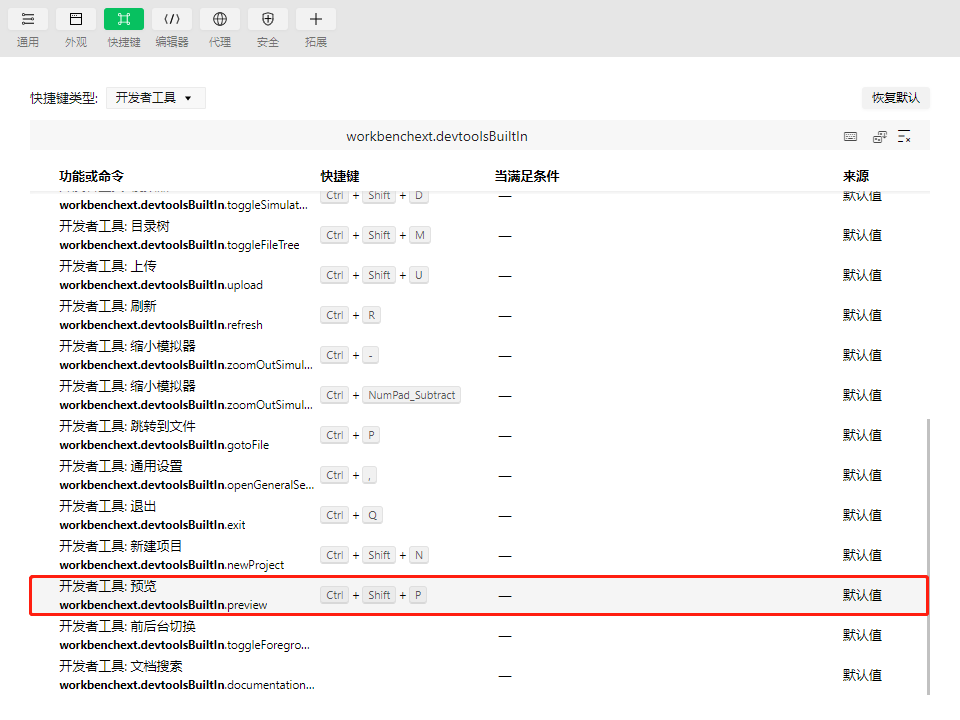 通用 外观 快捷键 编辑器 代理 安全 拓展
快捷键类型: 开发者工具 恢复默认
workbenchext.devtoolsBuiltIn
功能或命令 快捷键 当满足条件 来源
workbenchext.devtoolsBuiltIn.toggleSimulat... Ctrl + Shift + D — 默认值
开发者工具: 目录树
workbenchext.devtoolsBuiltIn.toggleFileTree Ctrl + Shift + M — 默认值
开发者工具: 上传
workbenchext.devtoolsBuiltIn.upload Ctrl + Shift + U — 默认值
开发者工具: 刷新
workbenchext.devtoolsBuiltIn.refresh Ctrl + R — 默认值
开发者工具: 缩小模拟器
workbenchext.devtoolsBuiltIn.zoomOutSimul... Ctrl + - — 默认值
开发者工具: 缩小模拟器
workbenchext.devtoolsBuiltIn.zoomOutSimul... Ctrl + NumPad_Subtract — 默认值
开发者工具: 跳转到文件
workbenchext.devtoolsBuiltIn.gotoFile Ctrl + P — 默认值
开发者工具: 通用设置
workbenchext.devtoolsBuiltIn.openGeneralSe... Ctrl + , — 默认值
开发者工具: 退出
workbenchext.devtoolsBuiltIn.exit Ctrl + Q — 默认值
开发者工具: 新建项目
workbenchext.devtoolsBuiltIn.newProject Ctrl + Shift + N — 默认值
开发者工具: 预览
workbenchext.devtoolsBuiltIn.preview Ctrl + Shift + P — 默认值
开发者工具: 前后台切换
workbenchext.devtoolsBuiltIn.toggleForegro... — 默认值
开发者工具: 文档搜索
workbenchext.devtoolsBuiltIn.documentation... — 默认值